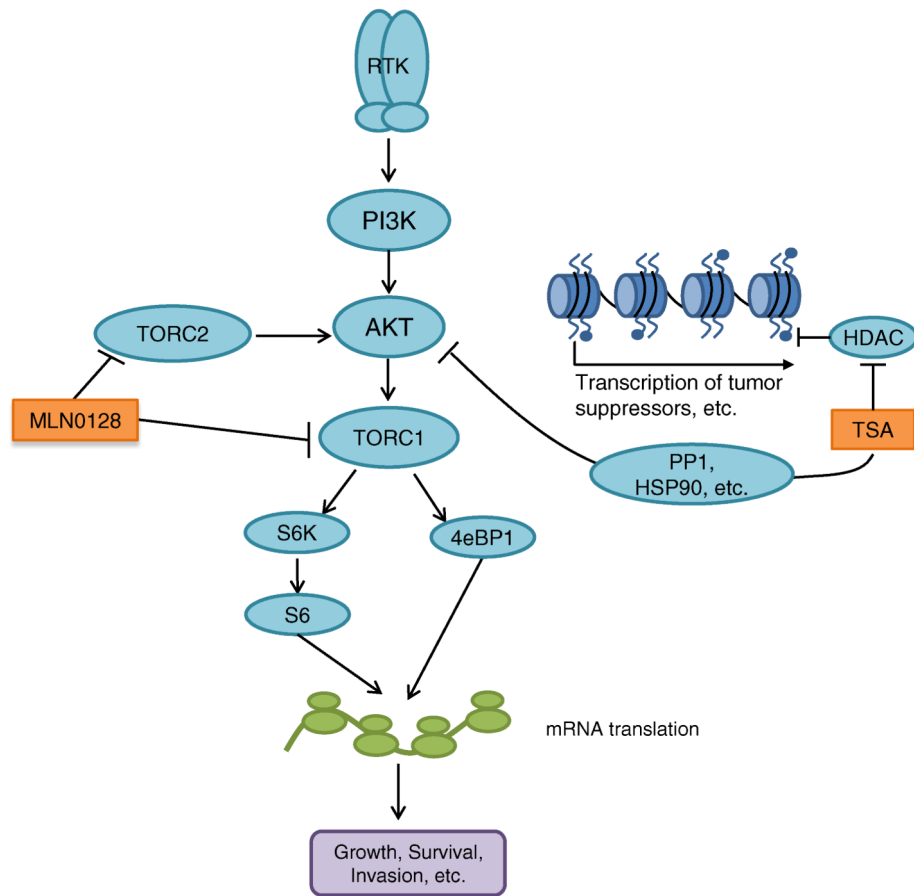 RTK
PI3K
AKT
TORC2
HDAC
Transcription of tumor
suppressors, etc.
MLN0128
TSA
TORC1
PP1,
HSP90, etc.
S6K
4eBP1
S6
mRNA translation
Growth, Survival,
Invasion, etc.